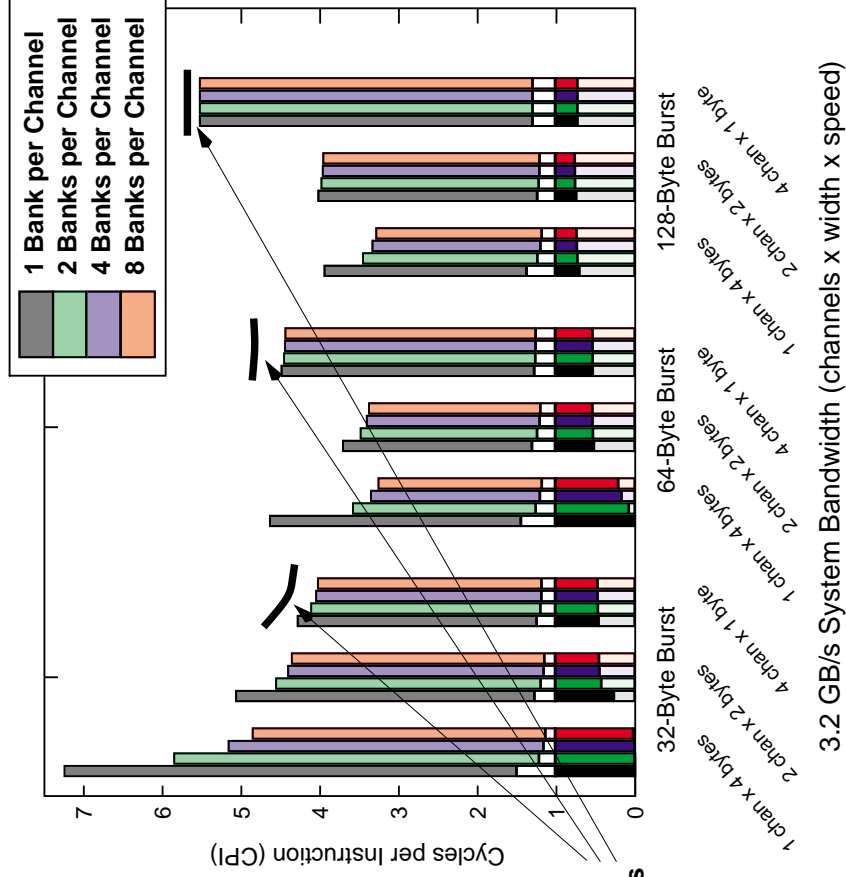 1 Bank per Channel
2 Banks per Channel
4 Banks per Channel
8 Banks per Channel
Cycles per Instruction (CPI)
7
6
5
4
3
2
1
0
32-Byte Burst
64-Byte Burst
128-Byte Burst
1 chan x 4 bytes
2 chan x 2 bytes
4 chan x 1 byte
1 chan x 4 bytes
2 chan x 2 bytes
4 chan x 1 byte
1 chan x 4 bytes
2 chan x 2 bytes
4 chan x 1 byte
3.2 GB/s System Bandwidth (channels x width x speed)